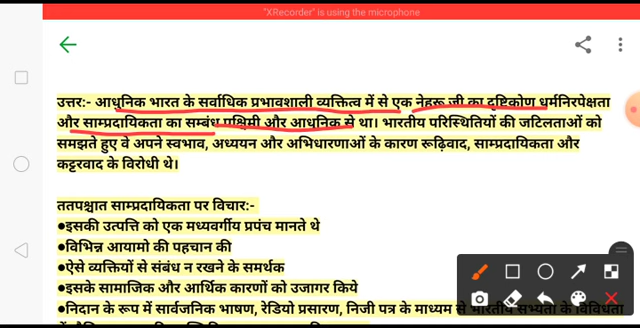 "XRecorder" is using the microphone
उत्तर:- आधुनिक भारत के सर्वाधिक प्रभावशाली व्यक्तित्व में से एक नेहरू जी का दृष्टिकोण धर्मनिरपेक्षता
और साम्प्रदायिकता का सम्बंध पश्चिमी और आधुनिक से था। भारतीय परिस्थितियों की जटिलताओं को
समझते हुए वे अपने स्वभाव, अध्ययन और अभिधारणाओं के कारण रूढ़िवाद, साम्प्रदायिकता और
कट्टरवाद के विरोधी थे।
ततपश्चात साम्प्रदायिकता पर विचार:-
●इसकी उत्पत्ति को एक मध्यवर्गीय प्रपंच मानते थे
●विभिन्न आयामो की पहचान की
●ऐसे व्यक्तियों से संबंध न रखने के समर्थक
●इसके सामाजिक और आर्थिक कारणों को उजागर किये
●निदान के रूप में सार्वजनिक भाषण, रेडियो प्रसारण, निजी पत्र के माध्यम से भारतीय सभ्यता के विविधता